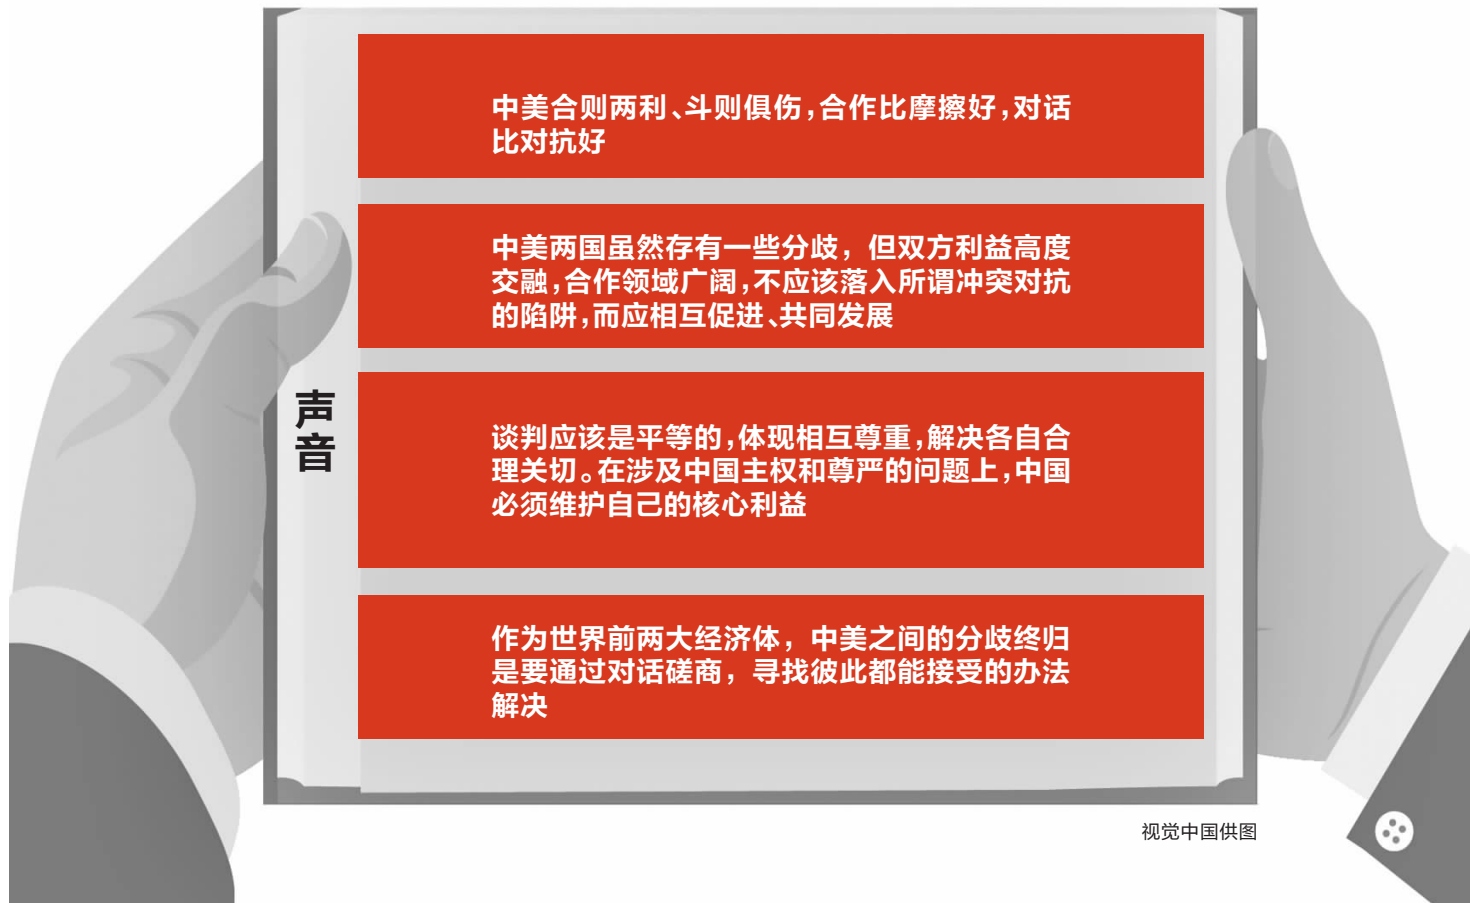 中美合则两利、斗则俱伤，合作比摩擦好，对话
比对抗好
中美两国虽然存有一些分歧，但双方利益高度
交融，合作领域广阔，不应该落入所谓冲突对抗
的陷阱，而应相互促进、共同发展
声音
谈判应该是平等的，体现相互尊重，解决各自合
理关切。在涉及中国主权和尊严的问题上，中国
必须维护自己的核心利益
作为世界前两大经济体，中美之间的分歧终归
是要通过对话磋商，寻找彼此都能接受的办法
解决
视觉中国供图